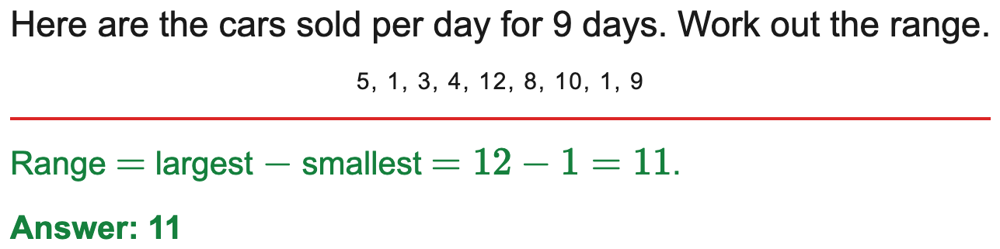 Here are the cars sold per day for 9 days. Work out the range.
5, 1, 3, 4, 12, 8, 10, 1, 9
Range = largest − smallest = 12 − 1 = 11.
Answer: 11